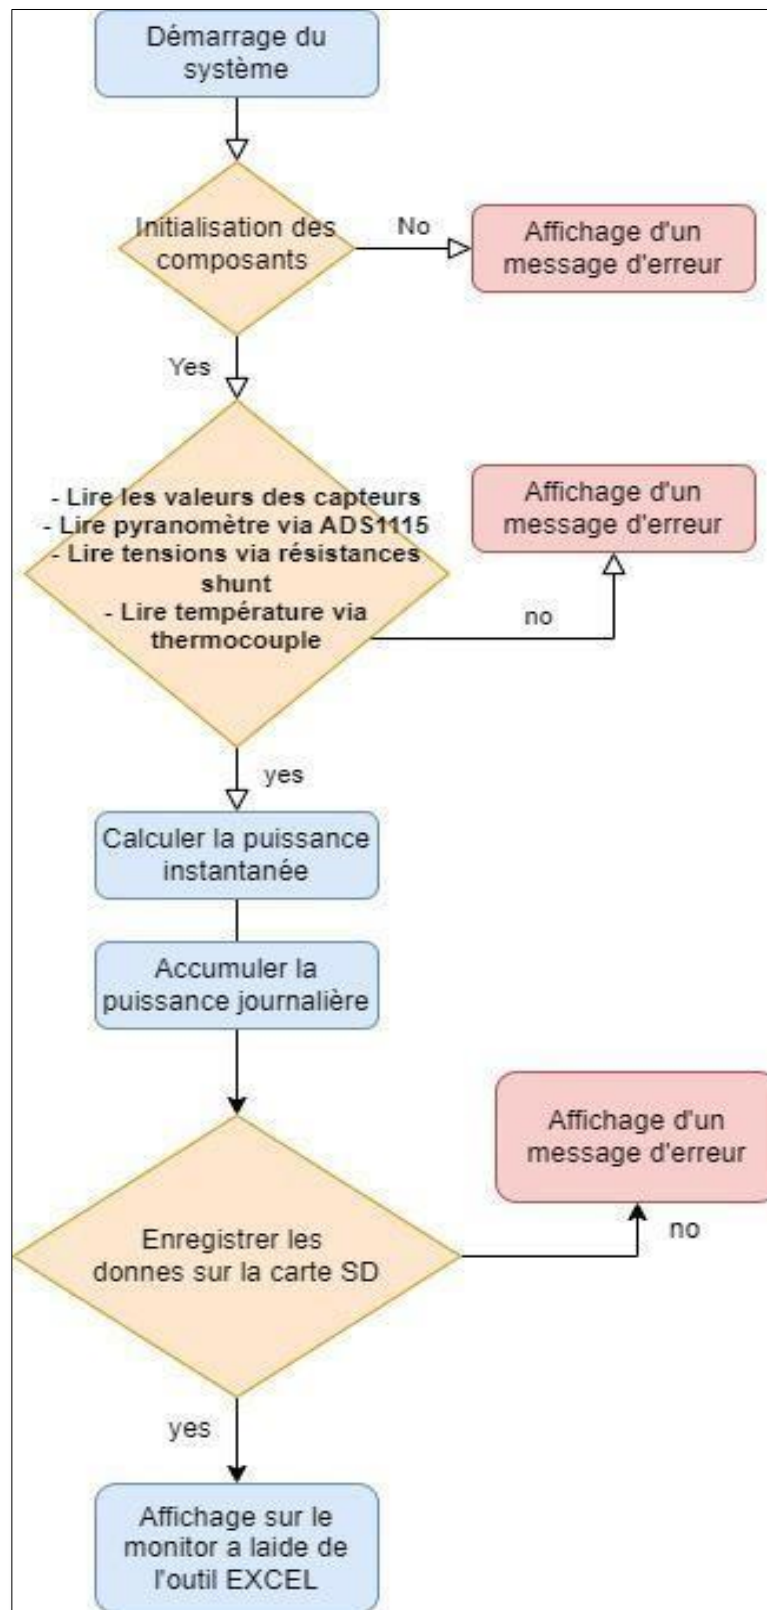 Démarrage du
système
Initialisation des
composants
No
Affichage d'un
message d'erreur
Yes
- Lire les valeurs des capteurs
- Lire pyranomètre via ADS1115
- Lire tensions via résistances
shunt
- Lire température via
thermocouple
Affichage d'un
message d'erreur
no
yes
Calculer la puissance
instantanée
Accumuler la
puissance journalière
Affichage d'un
message d'erreur
Enregistrer les
donnes sur la carte SD
no
yes
Affichage sur le
monitor a laide de
l'outil EXCEL